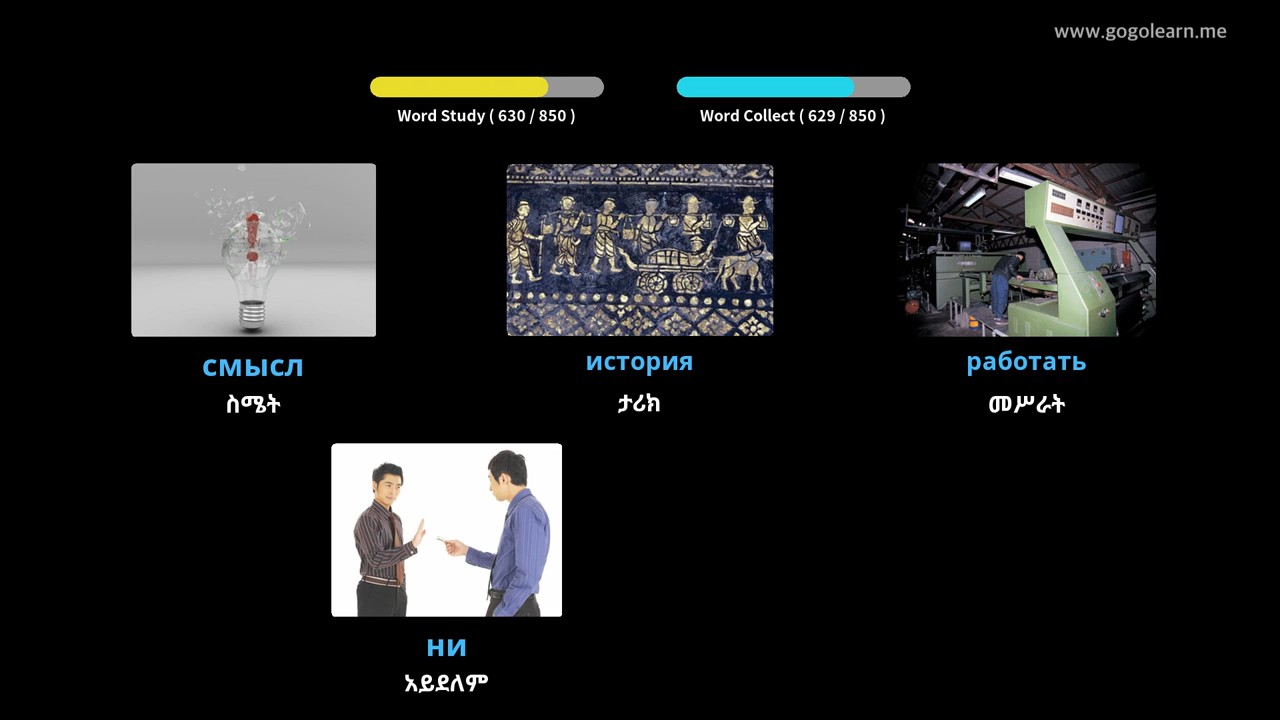 www.gogolearn.me
Word Study ( 630 / 850 )
Word Collect ( 629 / 850 )
смысл
ስሜት
история
ታሪክ
работать
መሥራት
ни
አይደለም